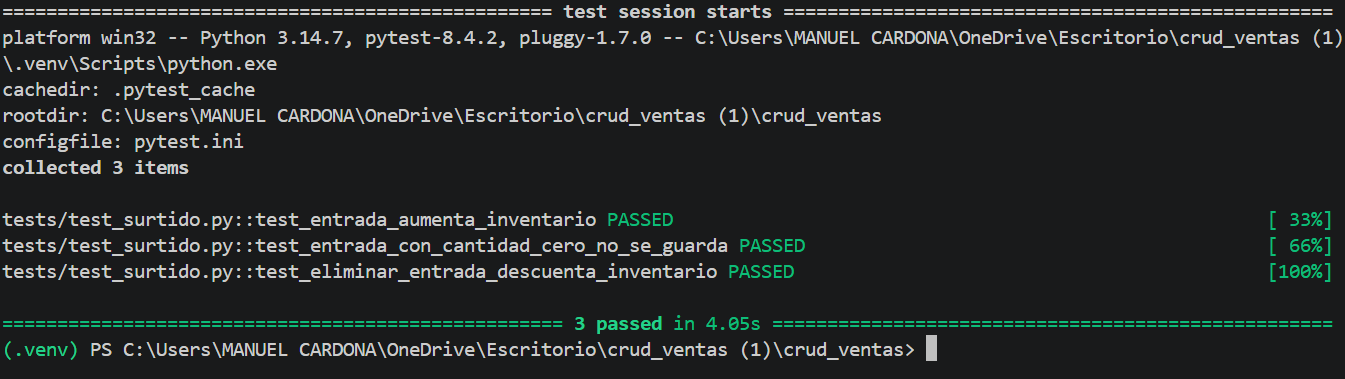 ================================================== test session starts ==================================================
platform win32 -- Python 3.14.7, pytest-8.4.2, pluggy-1.7.0 -- C:\Users\MANUEL CARDONA\OneDrive\Escritorio\crud_ventas (1)
\.venv\Scripts\python.exe
cachedir: .pytest_cache
rootdir: C:\Users\MANUEL CARDONA\OneDrive\Escritorio\crud_ventas (1)\crud_ventas
configfile: pytest.ini
collected 3 items
tests/test_surtido.py::test_entrada_aumenta_inventario PASSED [ 33%]
tests/test_surtido.py::test_entrada_con_cantidad_cero_no_se_guarda PASSED [ 66%]
tests/test_surtido.py::test_eliminar_entrada_descuenta_inventario PASSED [100%]
=================================================== 3 passed in 4.05s ===================================================
(.venv) PS C:\Users\MANUEL CARDONA\OneDrive\Escritorio\crud_ventas (1)\crud_ventas>